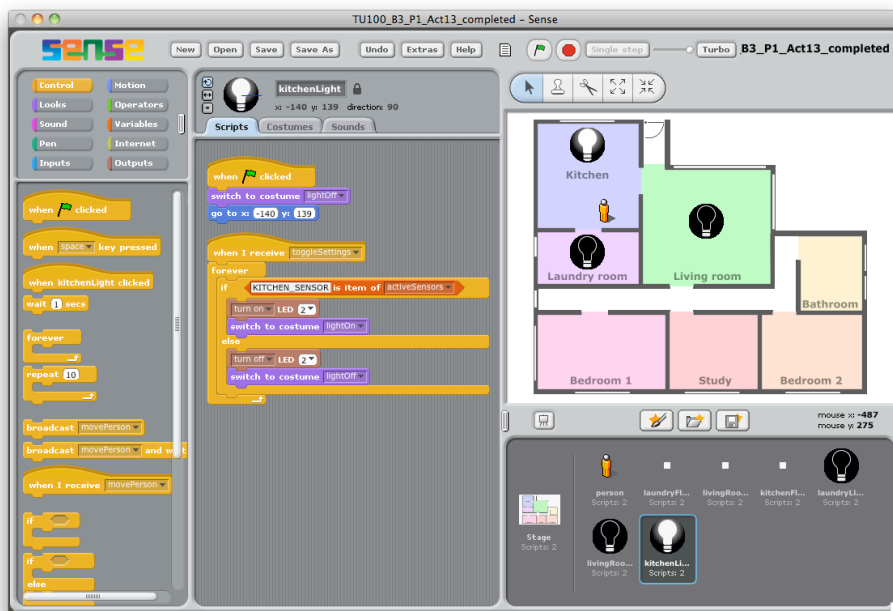 TU100_B3_P1_Act13_completed – Sense
sense
New Open Save Save As Undo Extras Help Single step Turbo B3_P1_Act13_completed
Control Motion
Looks Operators
Sound Variables
Pen Internet
Inputs Outputs
when clicked
when space key pressed
when kitchenLight clicked
wait 1 secs
forever
repeat 10
broadcast movePerson
broadcast movePerson and wait
when I receive movePerson
if
if
else
kitchenLight
x: -140 y: 139 direction: 90
Scripts Costumes Sounds
when clicked
switch to costume lightOff
go to x: -140 y: 139
when I receive toggleSettings
forever
if KITCHEN_SENSOR is item of activeSensors
turn on LED 2
switch to costume lightOn
else
turn off LED 2
switch to costume lightOff
Kitchen
Laundry room
Living room
Bathroom
Bedroom 1
Study
Bedroom 2
mouse x: -487
mouse y: 275
Stage
Scripts: 2
person
Scripts: 2
laundryFl...
Scripts: 2
livingRoo...
Scripts: 2
kitchenFl...
Scripts: 2
laundryLi...
Scripts: 2
livingRoo...
Scripts: 2
kitchenLi...
Scripts: 2